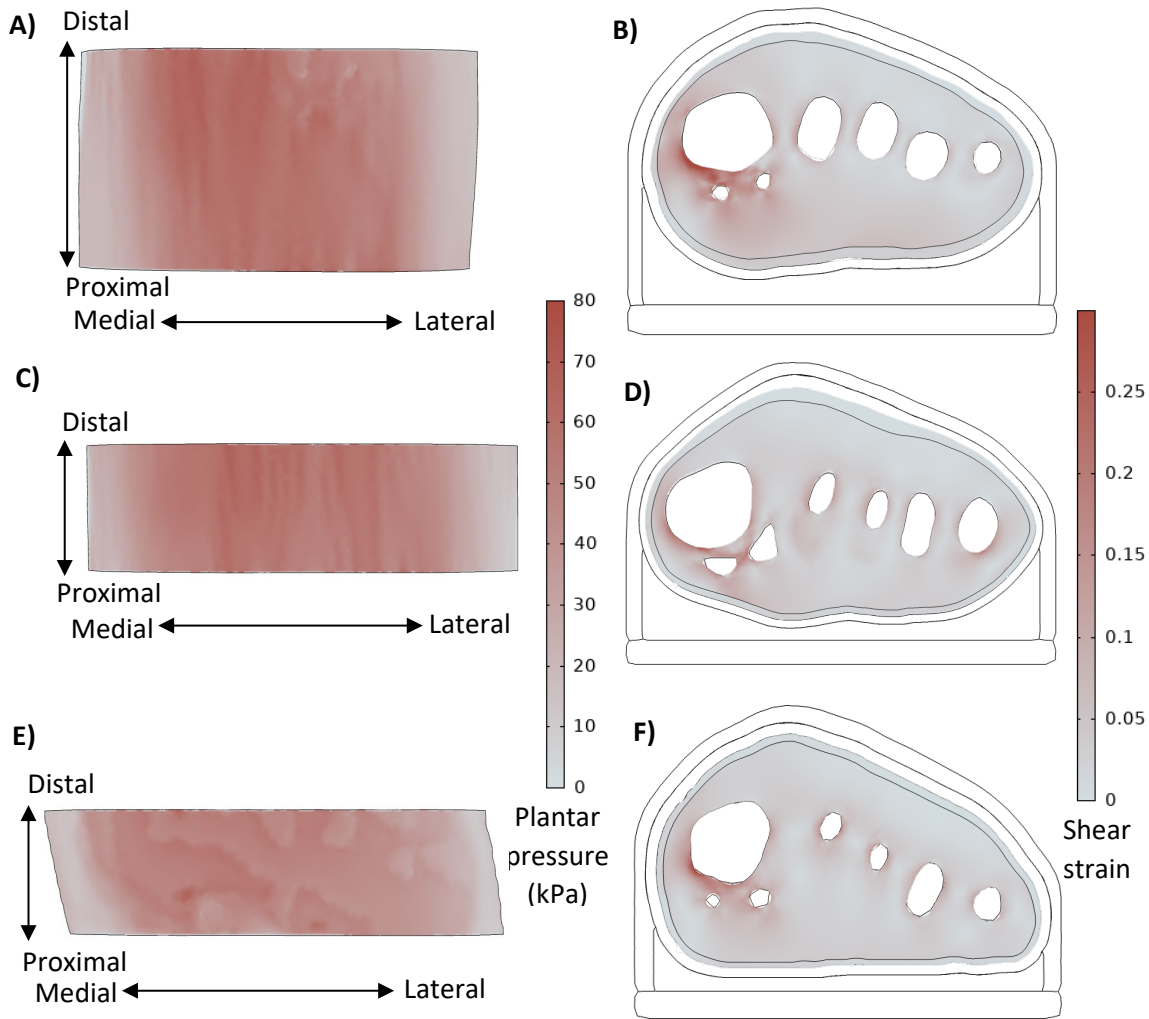 A)
Distal
Proximal
Medial
Lateral
B)
C)
Distal
Proximal
Medial
Lateral
D)
E)
Distal
Proximal
Medial
Lateral
F)
80
70
60
50
40
30
20
10
0
Plantar
pressure
(kPa)
0.25
0.2
0.15
0.1
0.05
0
Shear
strain